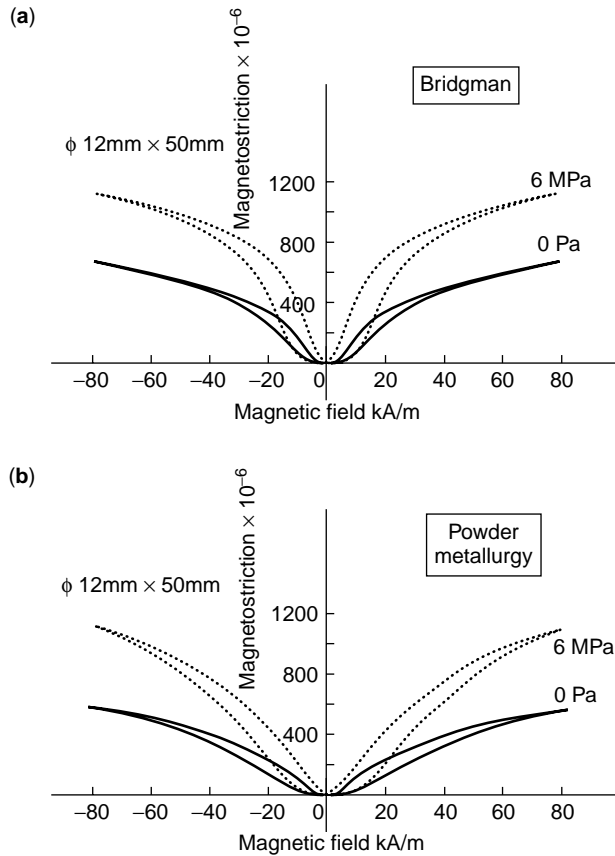 (a)
Magnetostriction × 10⁻⁶
Bridgman
ϕ 12mm × 50mm
1200
6 MPa
800
0 Pa
400
−80 −60 −40 −20 0 20 40 60 80
Magnetic field kA/m
(b)
Magnetostriction × 10⁻⁶
Powder
metallurgy
ϕ 12mm × 50mm
1200
6 MPa
800
0 Pa
400
−80 −60 −40 −20 0 20 40 60 80
Magnetic field kA/m